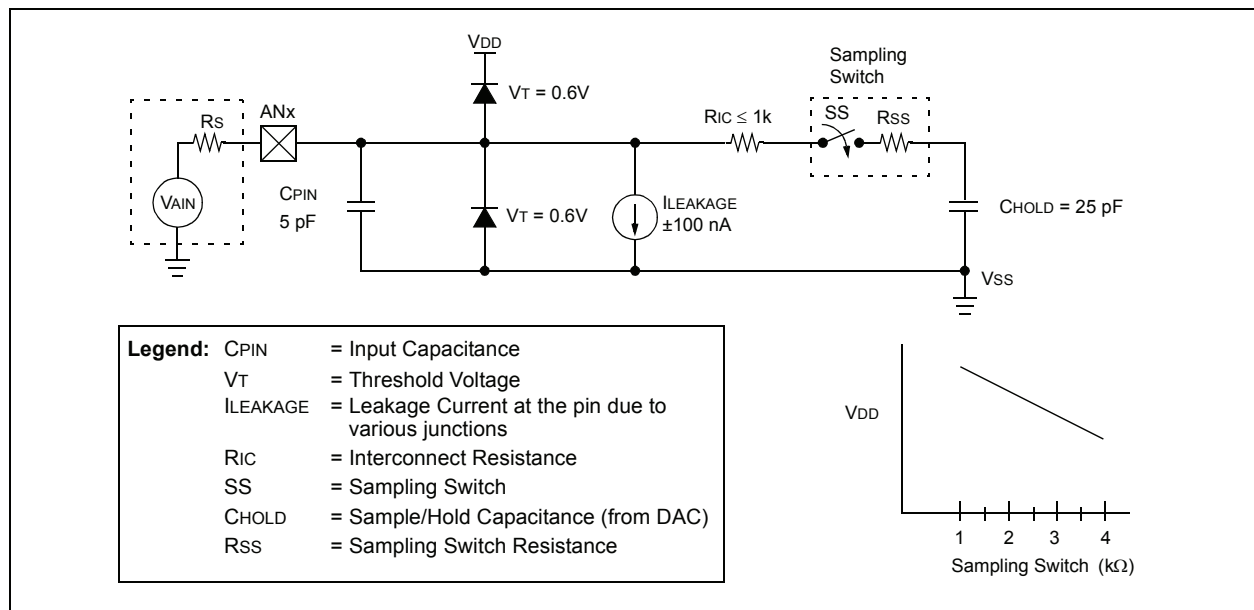 VDD
Sampling
Switch
VT = 0.6V
ANx
RS
RIC ≤ 1k
SS
RSS
VAIN
CPIN
5 pF
VT = 0.6V
ILEAKAGE
±100 nA
CHOLD = 25 pF
VSS
Legend: CPIN = Input Capacitance
VT = Threshold Voltage
ILEAKAGE = Leakage Current at the pin due to
various junctions
RIC = Interconnect Resistance
SS = Sampling Switch
CHOLD = Sample/Hold Capacitance (from DAC)
RSS = Sampling Switch Resistance
VDD
1 2 3 4
Sampling Switch (kΩ)